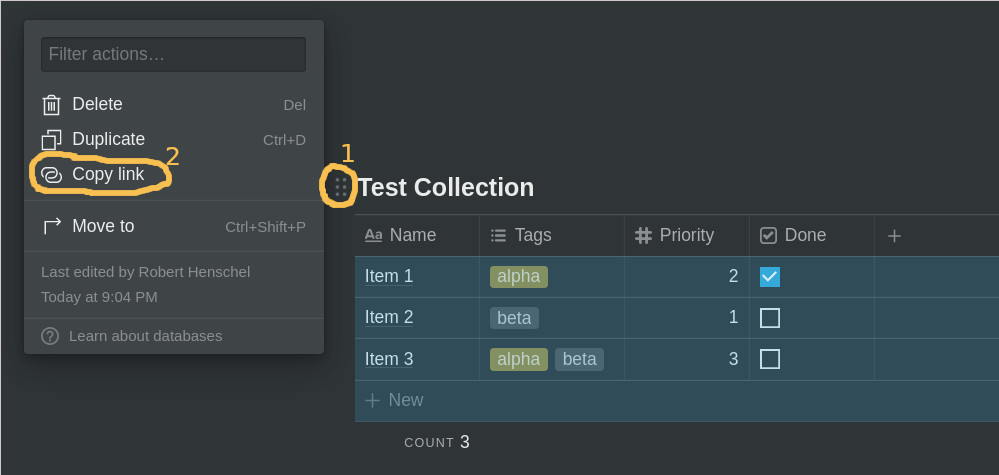 Filter actions…
Delete Del
Duplicate Ctrl+D
2
Copy link
Move to Ctrl+Shift+P
Last edited by Robert Henschel
Today at 9:04 PM
Learn about databases
1
Test Collection
Aa Name Tags Priority Done
Item 1 alpha 2
Item 2 beta 1
Item 3 alpha beta 3
New
COUNT 3